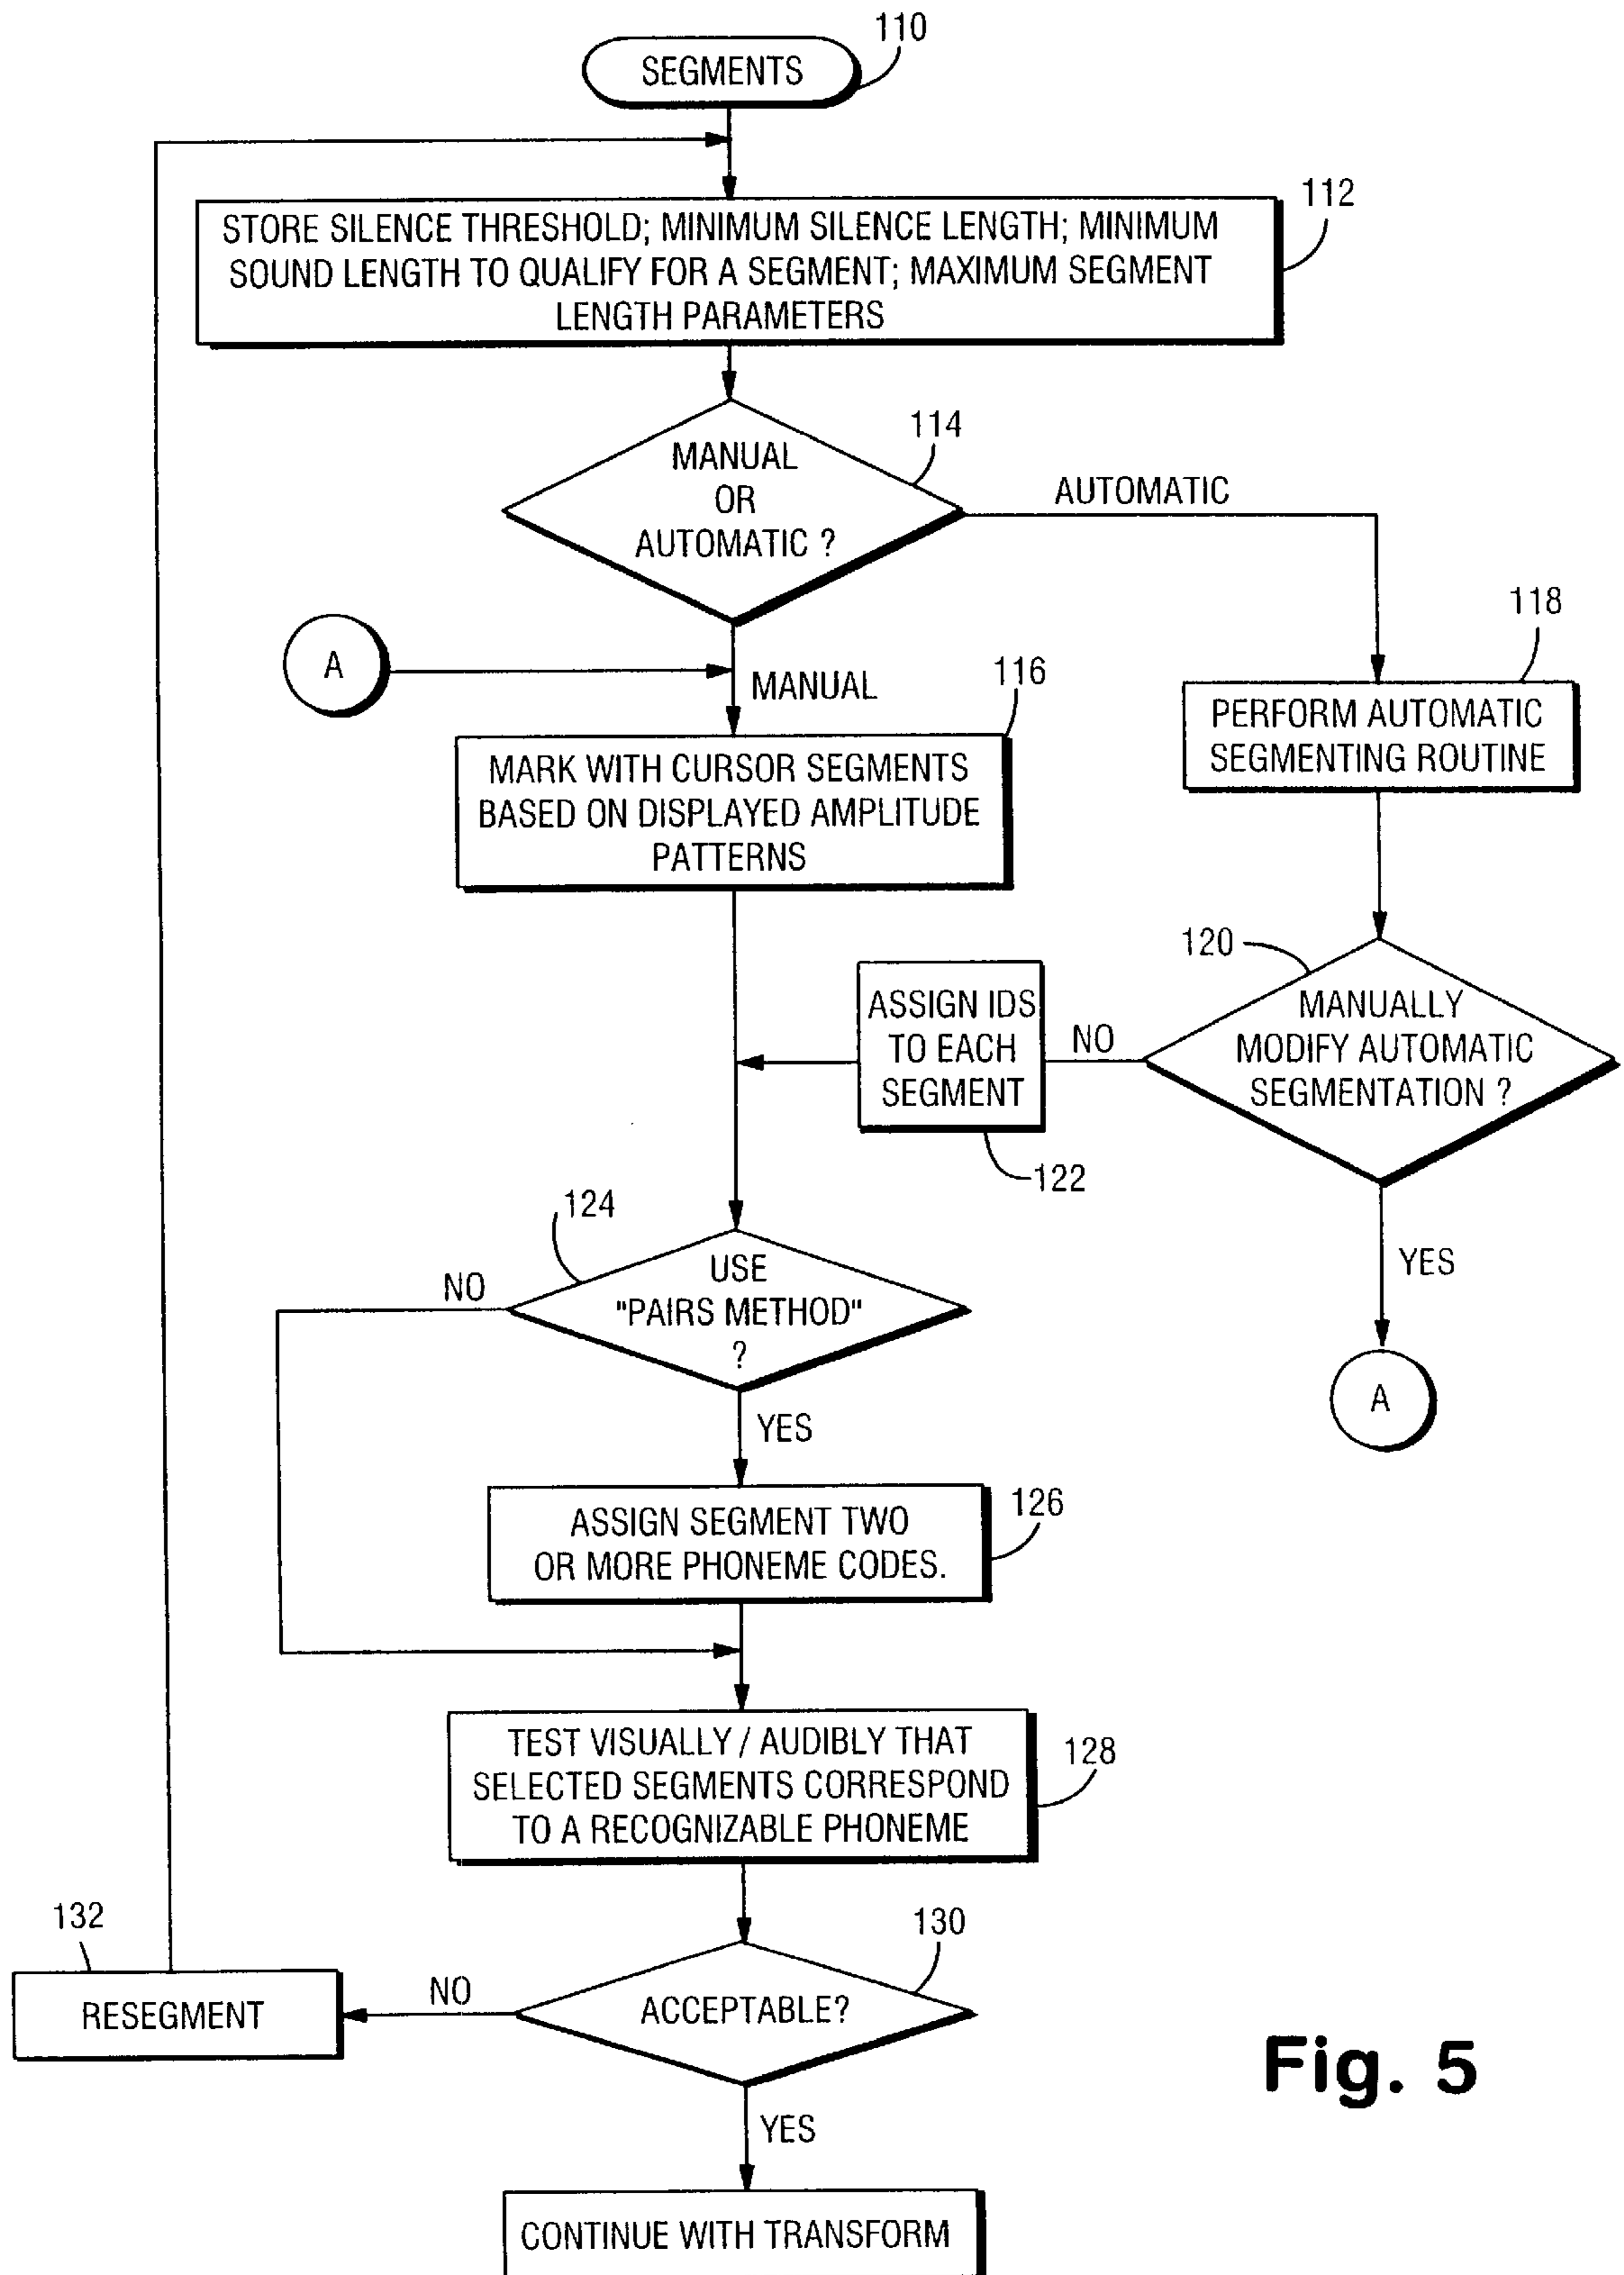 110
SEGMENTS
112
STORE SILENCE THRESHOLD; MINIMUM SILENCE LENGTH; MINIMUM
SOUND LENGTH TO QUALIFY FOR A SEGMENT; MAXIMUM SEGMENT
LENGTH PARAMETERS
114
MANUAL
OR
AUTOMATIC ?
AUTOMATIC
118
A
MANUAL
116
PERFORM AUTOMATIC
SEGMENTING ROUTINE
MARK WITH CURSOR SEGMENTS
BASED ON DISPLAYED AMPLITUDE
PATTERNS
120
MANUALLY
MODIFY AUTOMATIC
SEGMENTATION ?
NO
ASSIGN IDS
TO EACH
SEGMENT
122
YES
A
124
USE
"PAIRS METHOD"
?
NO
YES
126
ASSIGN SEGMENT TWO
OR MORE PHONEME CODES.
128
TEST VISUALLY / AUDIBLY THAT
SELECTED SEGMENTS CORRESPOND
TO A RECOGNIZABLE PHONEME
130
ACCEPTABLE?
NO
132
RESEGMENT
YES
CONTINUE WITH TRANSFORM
Fig. 5